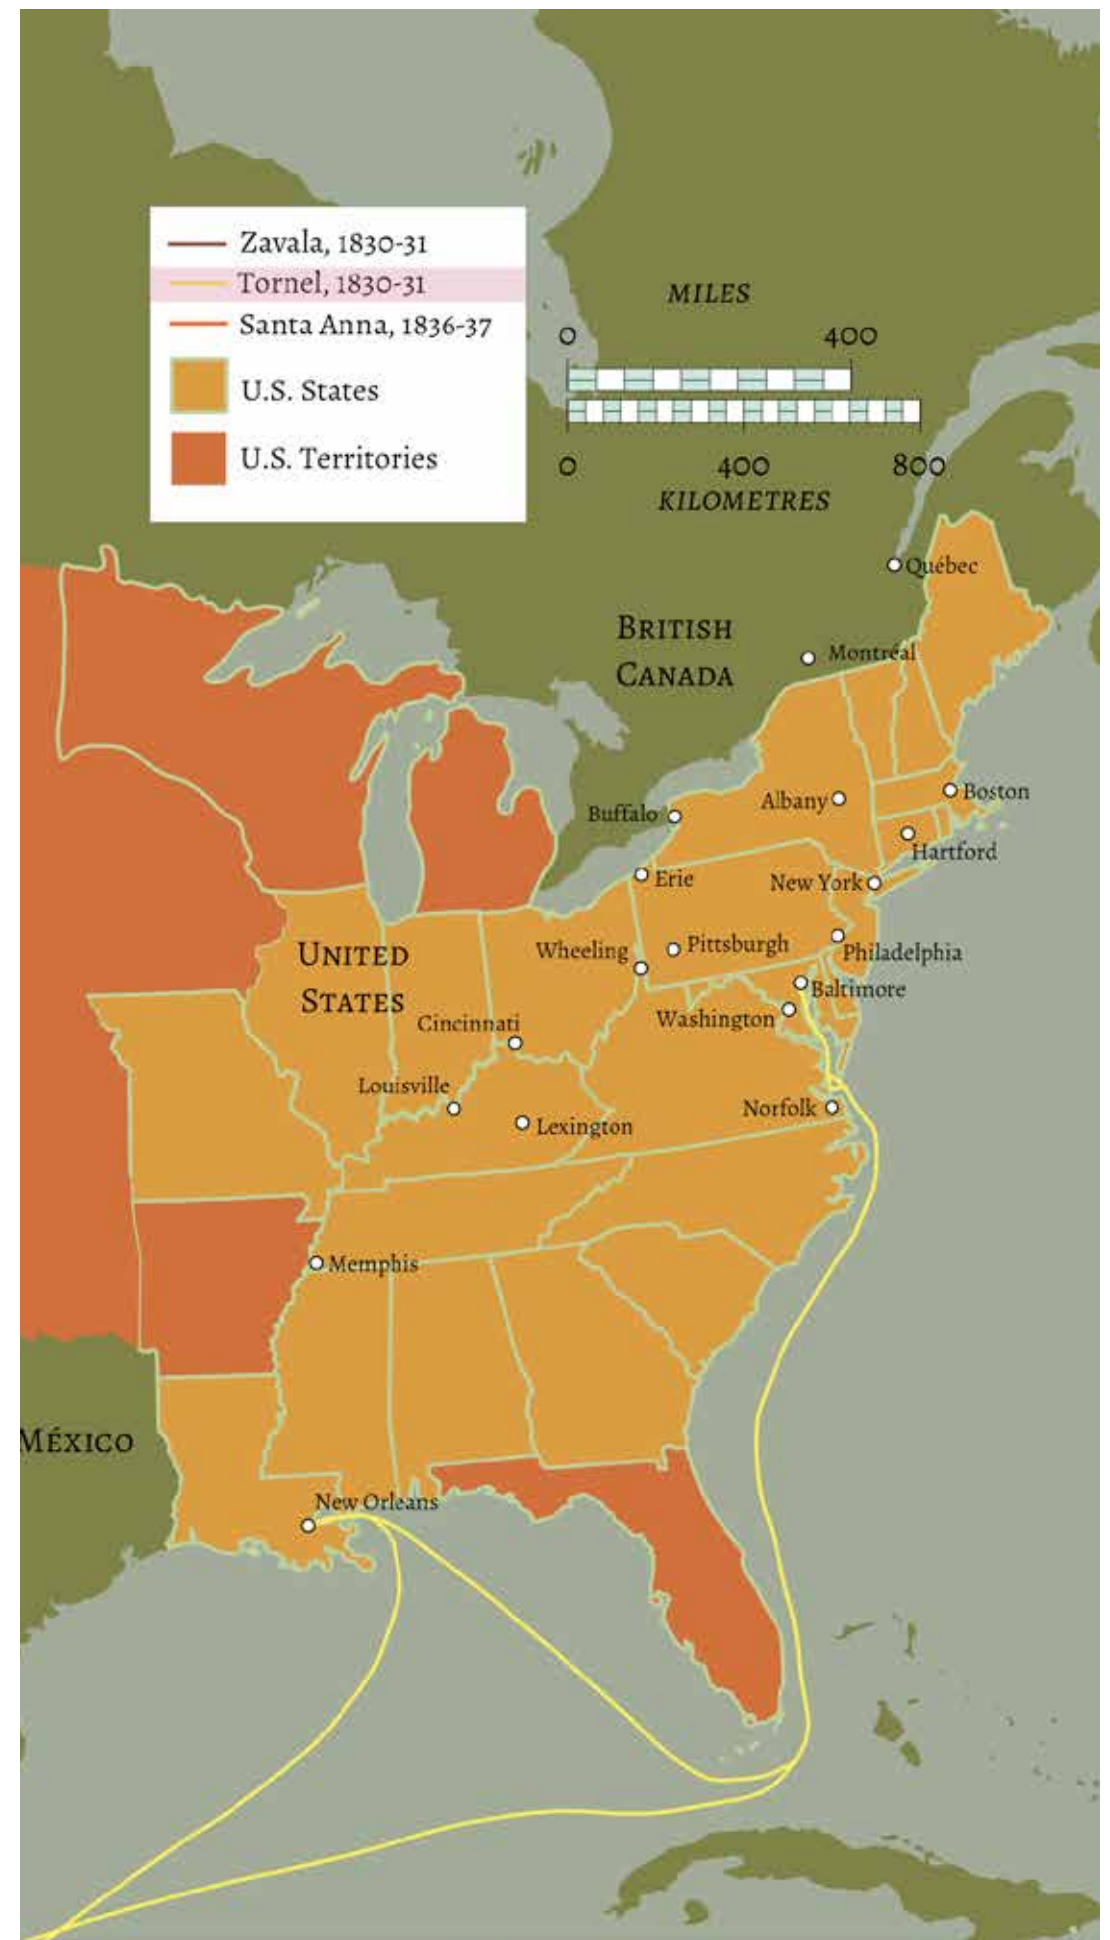 Zavala, 1830-31
Tornel, 1830-31
Santa Anna, 1836-37
U.S. States
U.S. Territories
MILES
0 400
0 400 800
KILOMETRES
Québec
BRITISH
CANADA
Montréal
Boston
Albany
Buffalo
Hartford
Erie
New York
Pittsburgh
Wheeling
Philadelphia
UNITED
STATES
Baltimore
Washington
Cincinnati
Louisville
Norfolk
Lexington
Memphis
MÉXICO
New Orleans